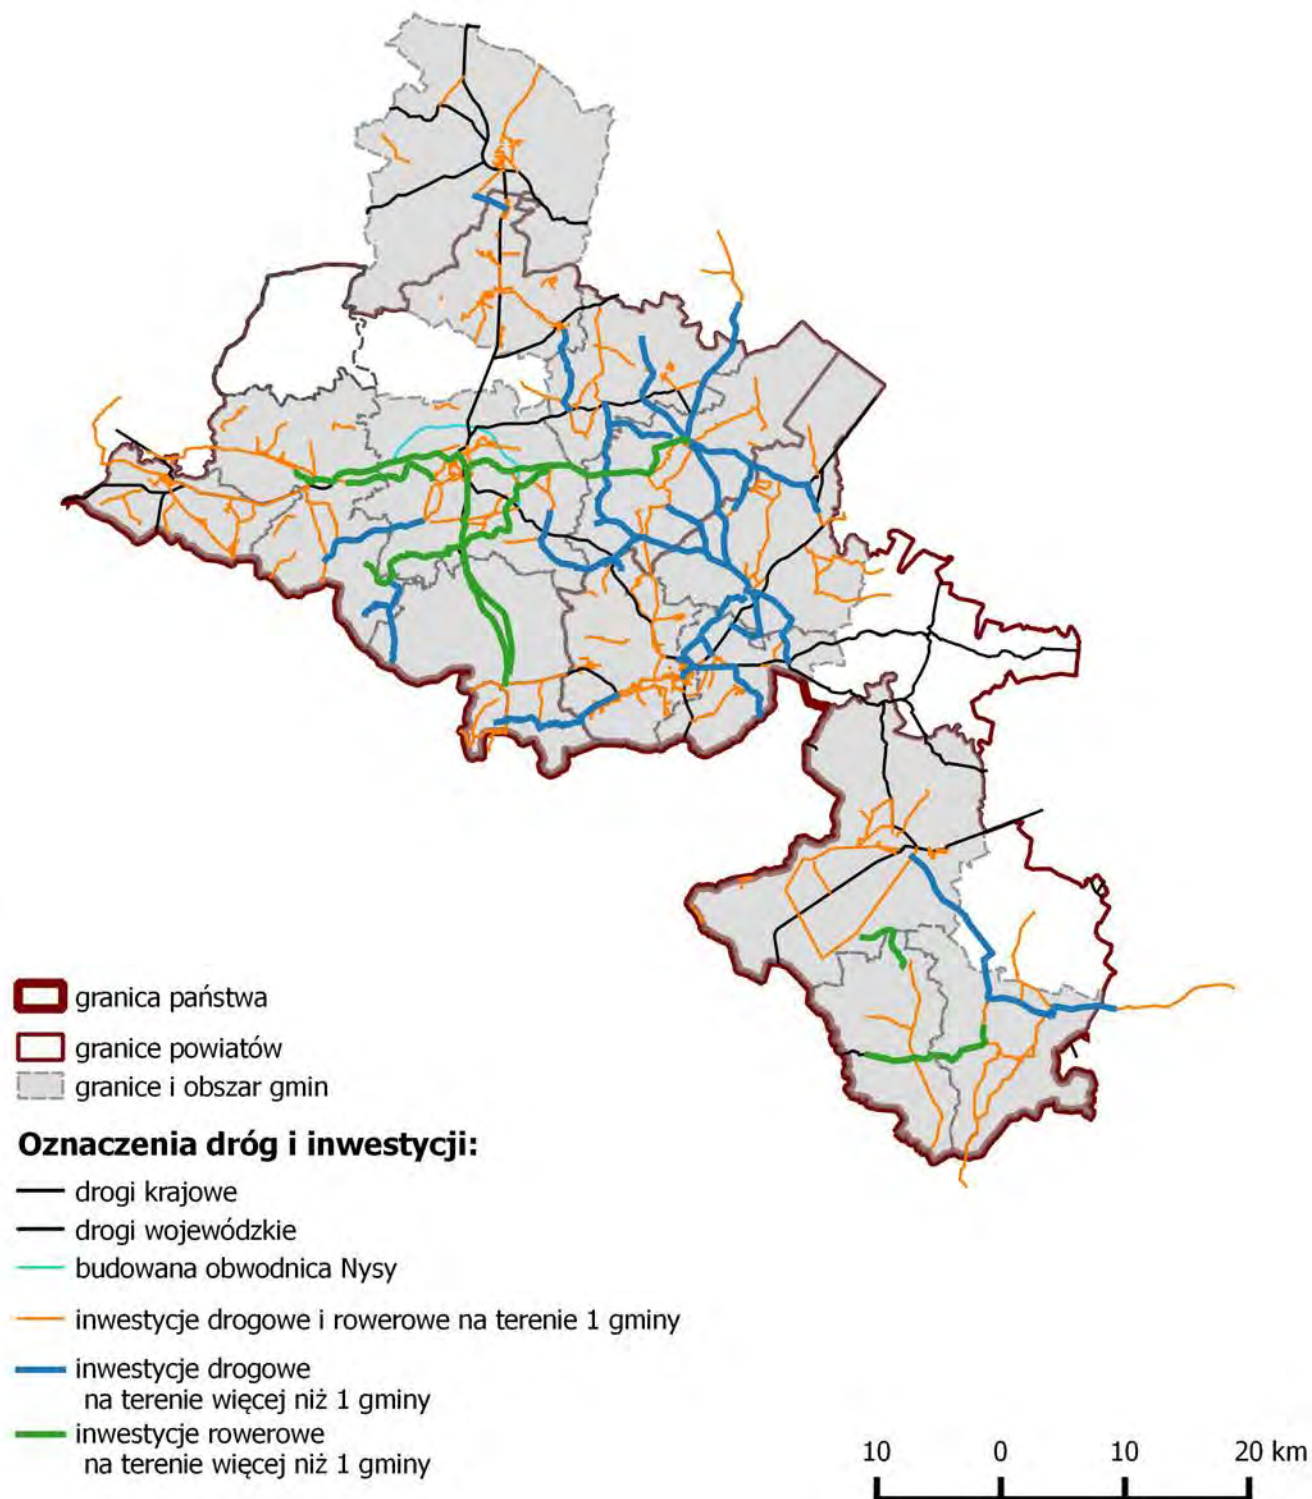 granica państwa
granice powiatów
granice i obszar gmin
Oznaczenia dróg i inwestycji:
drogi krajowe
drogi wojewódzkie
budowana obwodnica Nysy
inwestycje drogowe i rowerowe na terenie 1 gminy
inwestycje drogowe
na terenie więcej niż 1 gminy
inwestycje rowerowe
na terenie więcej niż 1 gminy
10 0 10 20 km